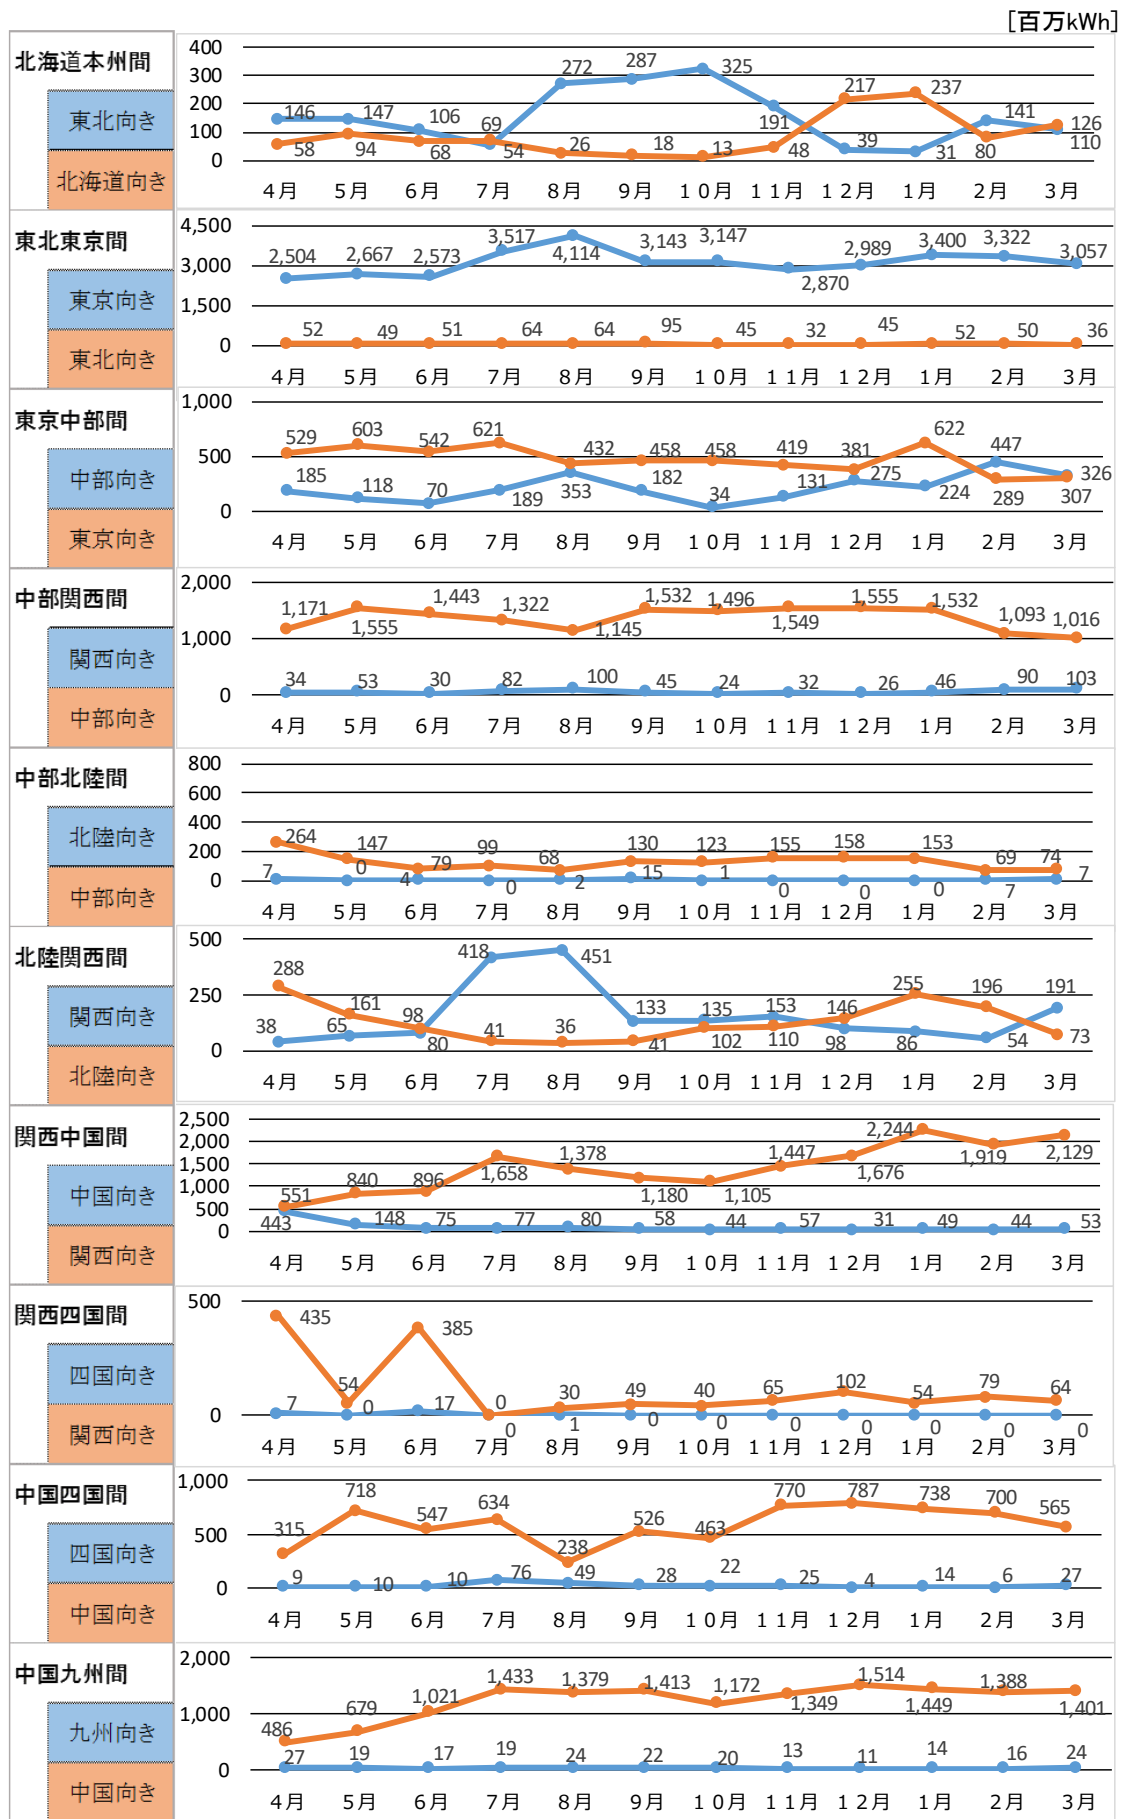 [百万kWh]
北海道本州間
東北向き
北海道向き
400
300
200
100
0
146 147 106 69 272 287 325 191 217 237 141 126
58 94 68 54 26 18 13 48 39 31 80 110
4月 5月 6月 7月 8月 9月 10月 11月 12月 1月 2月 3月
東北東京間
東京向き
東北向き
4,500
3,000
1,500
0
2,504 2,667 2,573 3,517 4,114 3,143 3,147 2,870 2,989 3,400 3,322 3,057
52 49 51 64 64 95 45 32 45 52 50 36
4月 5月 6月 7月 8月 9月 10月 11月 12月 1月 2月 3月
東京中部間
中部向き
東京向き
1,000
500
0
529 603 542 621 432 458 458 419 381 622 447 326
185 118 70 189 353 182 34 131 275 224 289 307
4月 5月 6月 7月 8月 9月 10月 11月 12月 1月 2月 3月
中部関西間
関西向き
中部向き
2,000
1,000
0
1,171 1,555 1,443 1,322 1,145 1,532 1,496 1,549 1,555 1,532 1,093 1,016
34 53 30 82 100 45 24 32 26 46 90 103
4月 5月 6月 7月 8月 9月 10月 11月 12月 1月 2月 3月
中部北陸間
北陸向き
中部向き
800
600
400
200
0
264 147 79 99 68 130 123 155 158 153 69 74
7 0 4 0 2 15 1 0 0 0 7 7
4月 5月 6月 7月 8月 9月 10月 11月 12月 1月 2月 3月
北陸関西間
関西向き
北陸向き
500
250
0
288 161 98 418 451 133 135 153 146 255 196 191
38 65 80 41 36 41 102 110 98 86 54 73
4月 5月 6月 7月 8月 9月 10月 11月 12月 1月 2月 3月
関西中国間
中国向き
関西向き
2,500
2,000
1,500
1,000
500
0
551 840 896 1,658 1,378 1,180 1,105 1,447 1,676 2,244 1,919 2,129
443 148 75 77 80 58 44 57 31 49 44 53
4月 5月 6月 7月 8月 9月 10月 11月 12月 1月 2月 3月
関西四国間
四国向き
関西向き
500
0
435 54 385 0 30 49 40 65 102 54 79 64
7 0 17 0 1 0 0 0 0 0 0 0
4月 5月 6月 7月 8月 9月 10月 11月 12月 1月 2月 3月
中国四国間
四国向き
中国向き
1,000
500
0
315 718 547 634 238 526 463 770 787 738 700 565
9 10 10 76 49 28 22 25 4 14 6 27
4月 5月 6月 7月 8月 9月 10月 11月 12月 1月 2月 3月
中国九州間
九州向き
中国向き
2,000
1,000
0
486 679 1,021 1,433 1,379 1,413 1,172 1,349 1,514 1,449 1,388 1,401
27 19 17 19 24 22 20 13 11 14 16 24
4月 5月 6月 7月 8月 9月 10月 11月 12月 1月 2月 3月